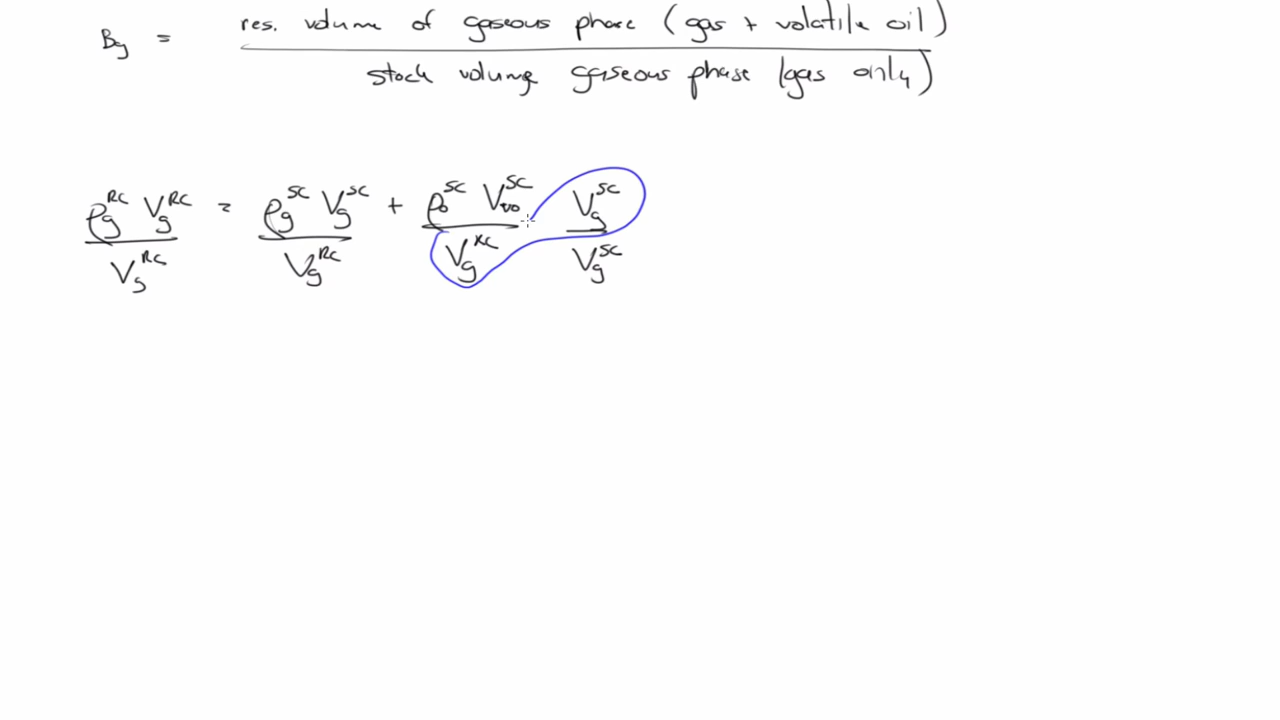 Bg = res. volume of gaseous phase (gas + volatile oil)
stock volume gaseous phase (gas only)
ρg^RC Vg^RC / Vg^RC = ρg^SC Vg^SC / Vg^RC + ρo^SC Vvo^SC / Vg^RC Vg^SC / Vg^SC